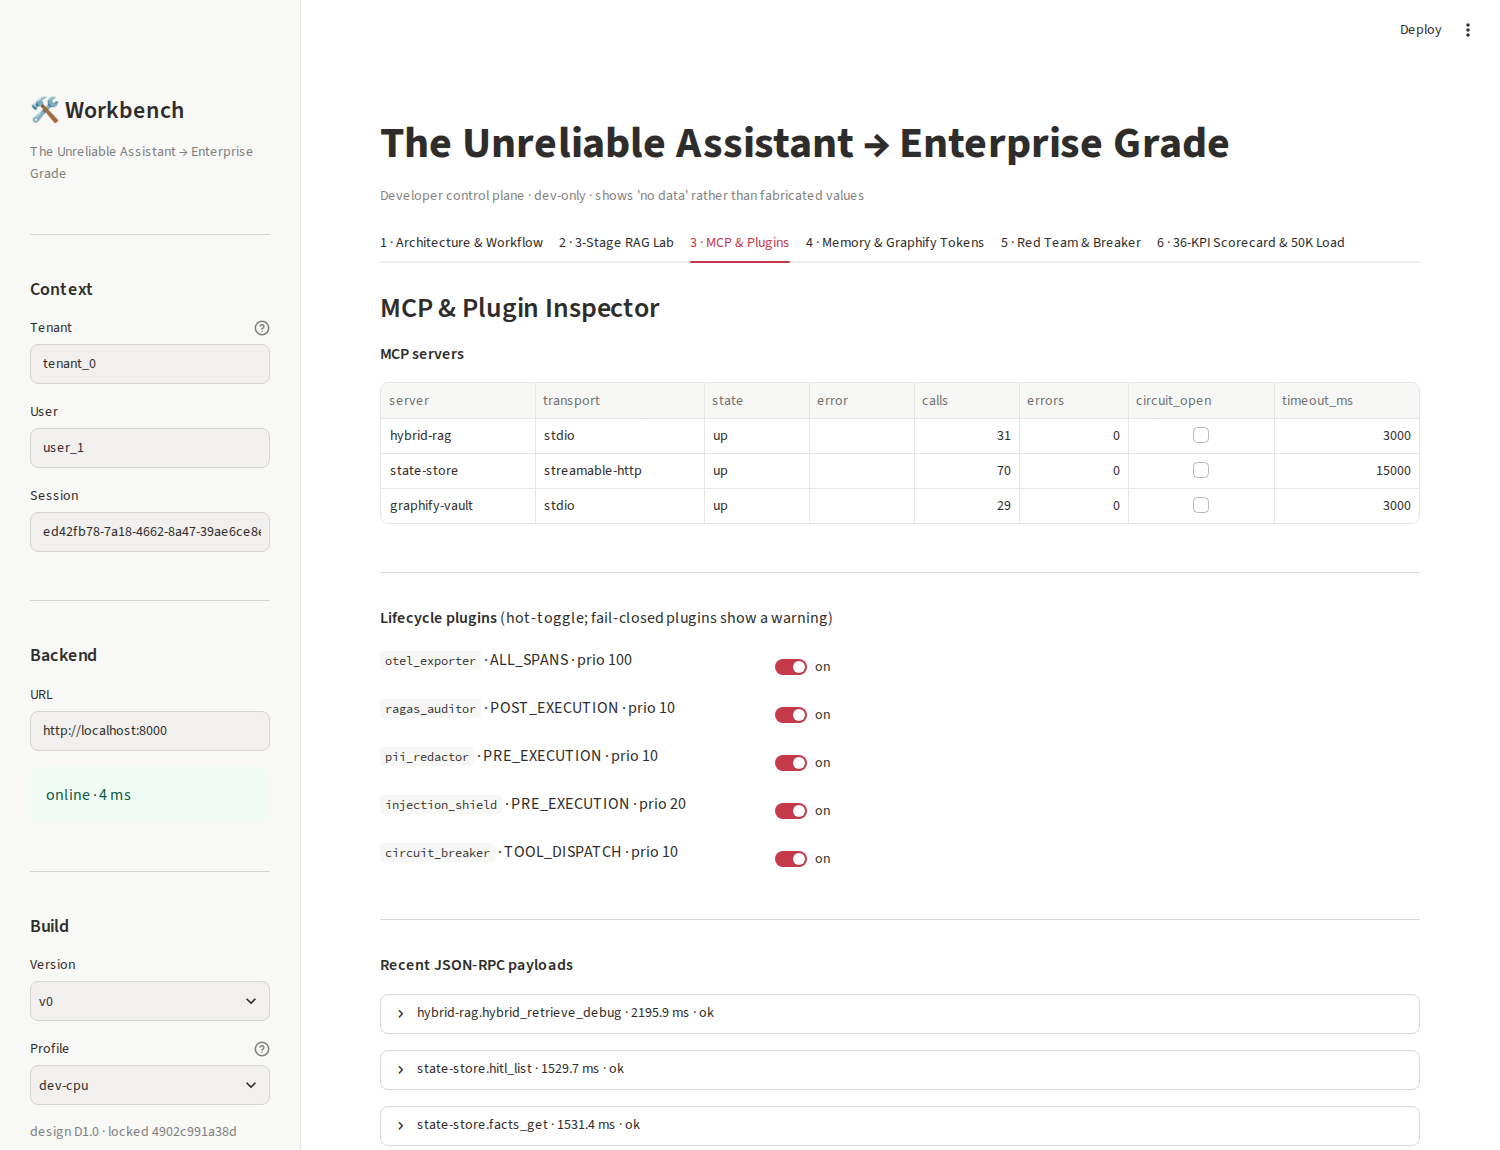 Deploy
🛠️ Workbench
The Unreliable Assistant → Enterprise
Grade
Context
Tenant
tenant_0
User
user_1
Session
ed42fb78-7a18-4662-8a47-39ae6ce8
Backend
URL
http://localhost:8000
online · 4 ms
Build
Version
v0
Profile
dev-cpu
design D1.0 · locked 4902c991a38d
The Unreliable Assistant → Enterprise Grade
Developer control plane · dev-only · shows 'no data' rather than fabricated values
1 · Architecture & Workflow 2 · 3-Stage RAG Lab 3 · MCP & Plugins 4 · Memory & Graphify Tokens 5 · Red Team & Breaker 6 · 36-KPI Scorecard & 50K Load
MCP & Plugin Inspector
MCP servers
server transport state error calls errors circuit_open timeout_ms
hybrid-rag stdio up 31 0 3000
state-store streamable-http up 70 0 15000
graphify-vault stdio up 29 0 3000
Lifecycle plugins (hot-toggle; fail-closed plugins show a warning)
otel_exporter · ALL_SPANS · prio 100 on
ragas_auditor · POST_EXECUTION · prio 10 on
pii_redactor · PRE_EXECUTION · prio 10 on
injection_shield · PRE_EXECUTION · prio 20 on
circuit_breaker · TOOL_DISPATCH · prio 10 on
Recent JSON-RPC payloads
hybrid-rag.hybrid_retrieve_debug · 2195.9 ms · ok
state-store.hitl_list · 1529.7 ms · ok
state-store.facts_get · 1531.4 ms · ok